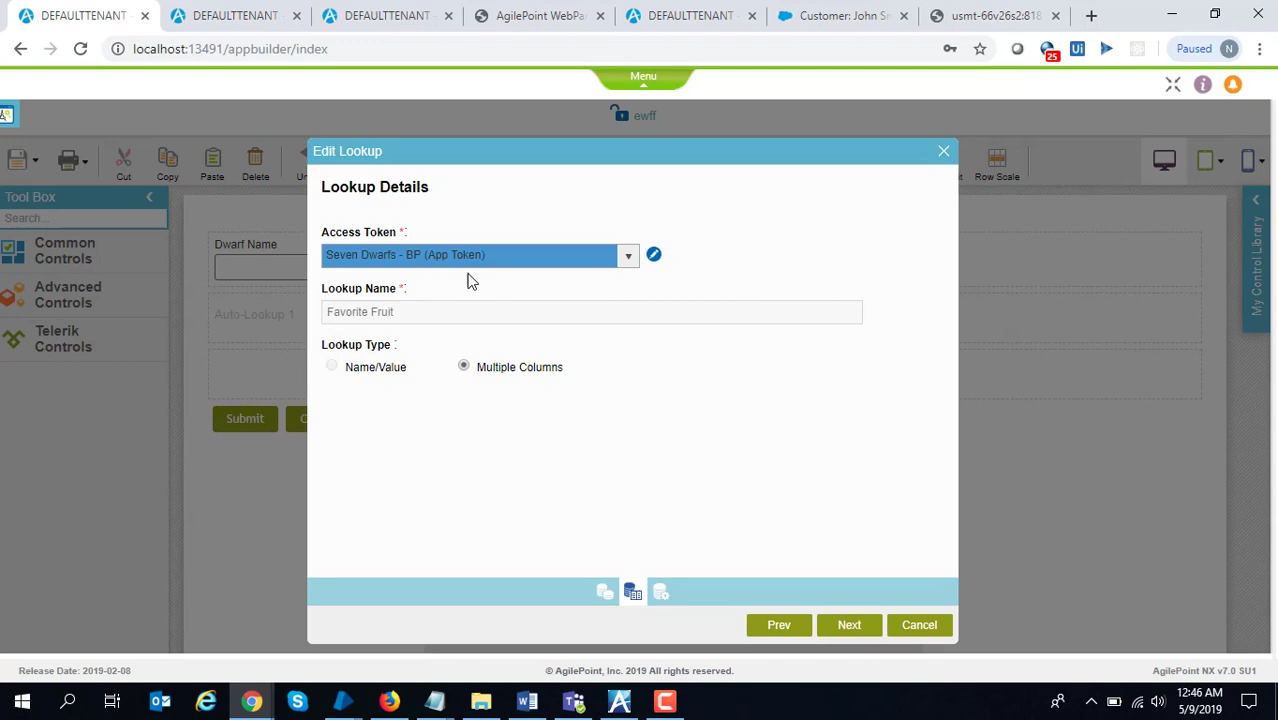 DEFAULTTENANT -
DEFAULTTENANT -
DEFAULTTENANT -
AgilePoint WebPa
DEFAULTTENANT -
Customer: John Sn
usmt-66v26s2:818
localhost:13491/appbuilder/index
25
Ui
Paused
N
Menu
ewff
Cut
Copy
Paste
Delete
Un
Row Scale
Tool Box
Search...
Common
Controls
Advanced
Controls
Telerik
Controls
Dwarf Name
Auto-Lookup 1
Submit
C
My Library
Edit Lookup
Lookup Details
Access Token *:
Seven Dwarfs - BP (App Token)
Lookup Name *:
Favorite Fruit
Lookup Type :
Name/Value
Multiple Columns
Prev
Next
Cancel
Release Date: 2019-02-08
© AgilePoint, Inc. 2019 All rights reserved.
AgilePoint NX v7.0 SU1
12:46 AM
5/9/2019